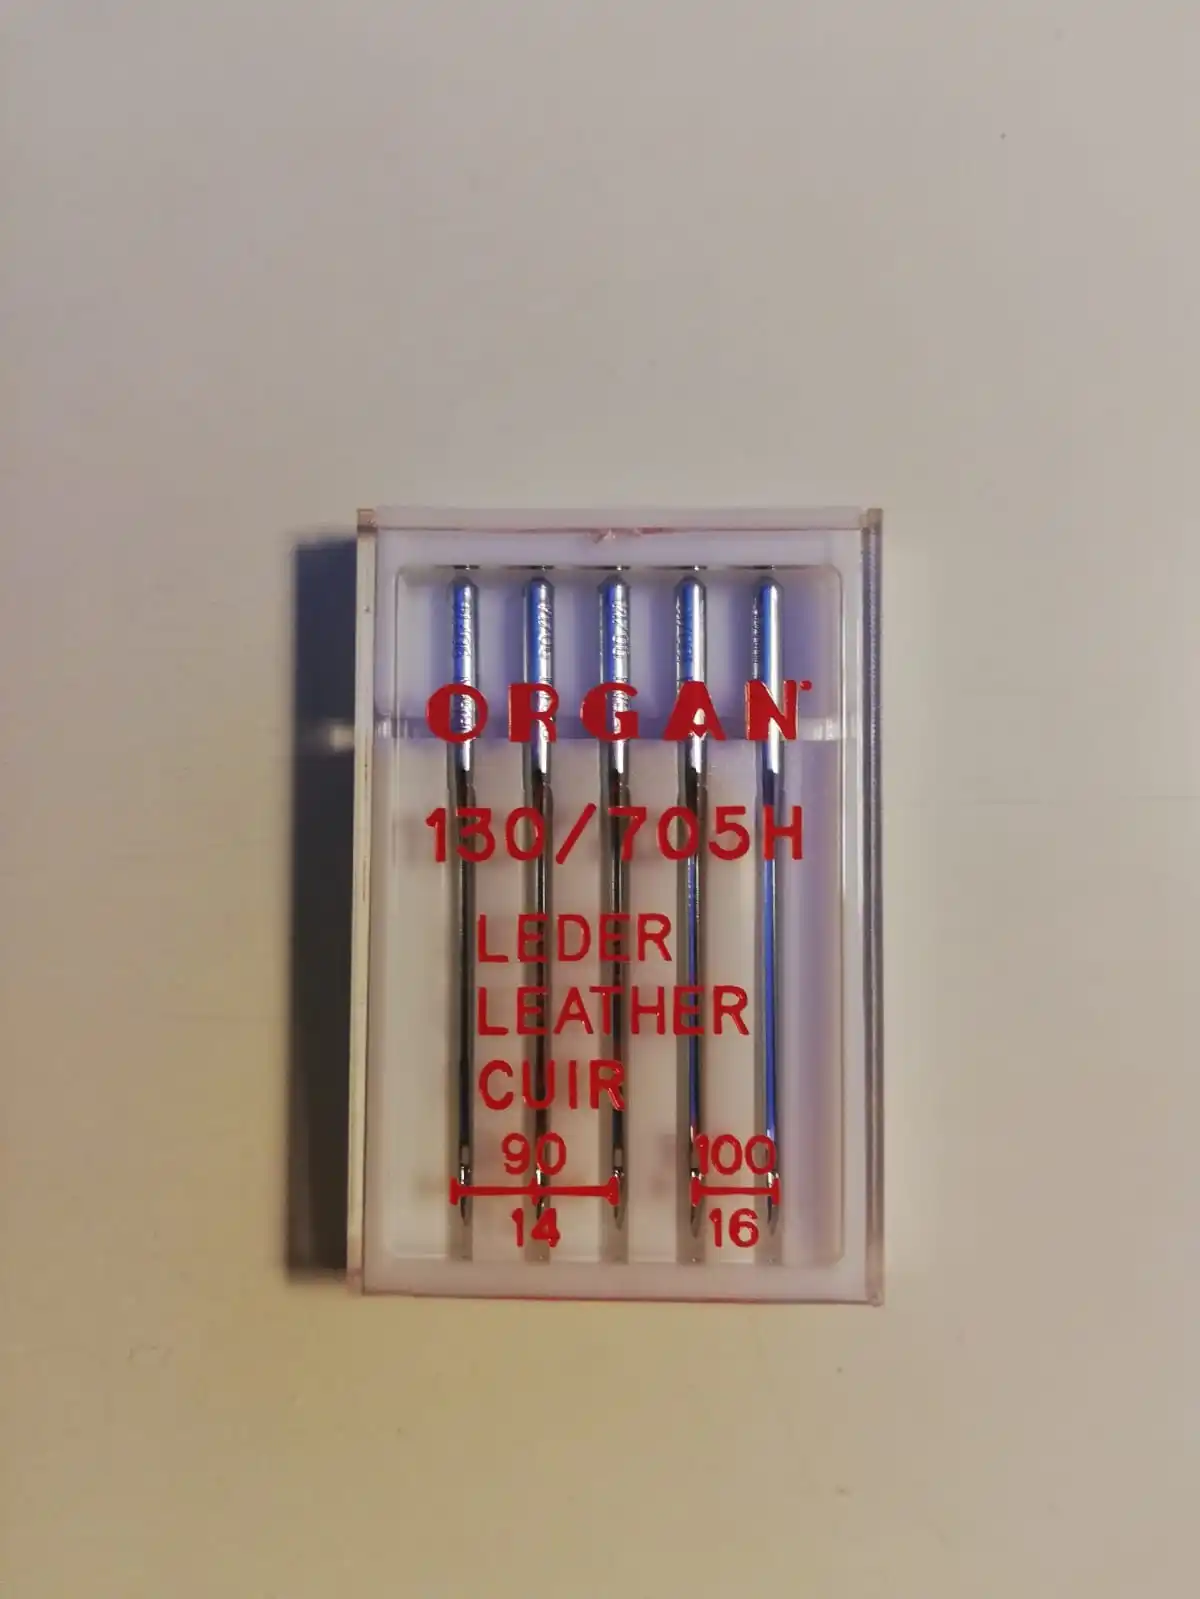 ORGAN
130/705H
LEDER
LEATHER
CUIR
90 100
14 16